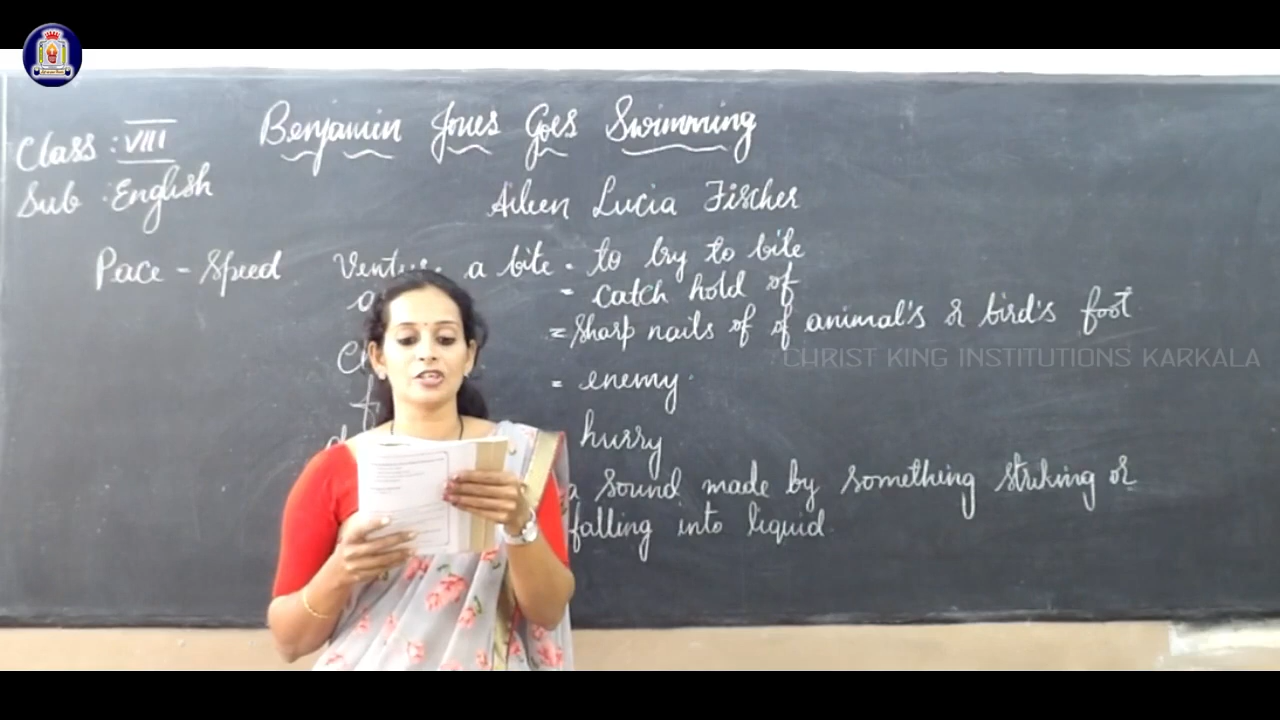 Class : VIII
Sub : English
Benjamin Jones Goes Swimming
Aileen Lucia Fischer
Pace - Speed
a bite = to try to bite
= catch hold of
= sharp nails of of animal's or bird's foot
= enemy.
hurry
a sound made by something striking or
falling into liquid
CHRIST KING INSTITUTIONS KARKALA